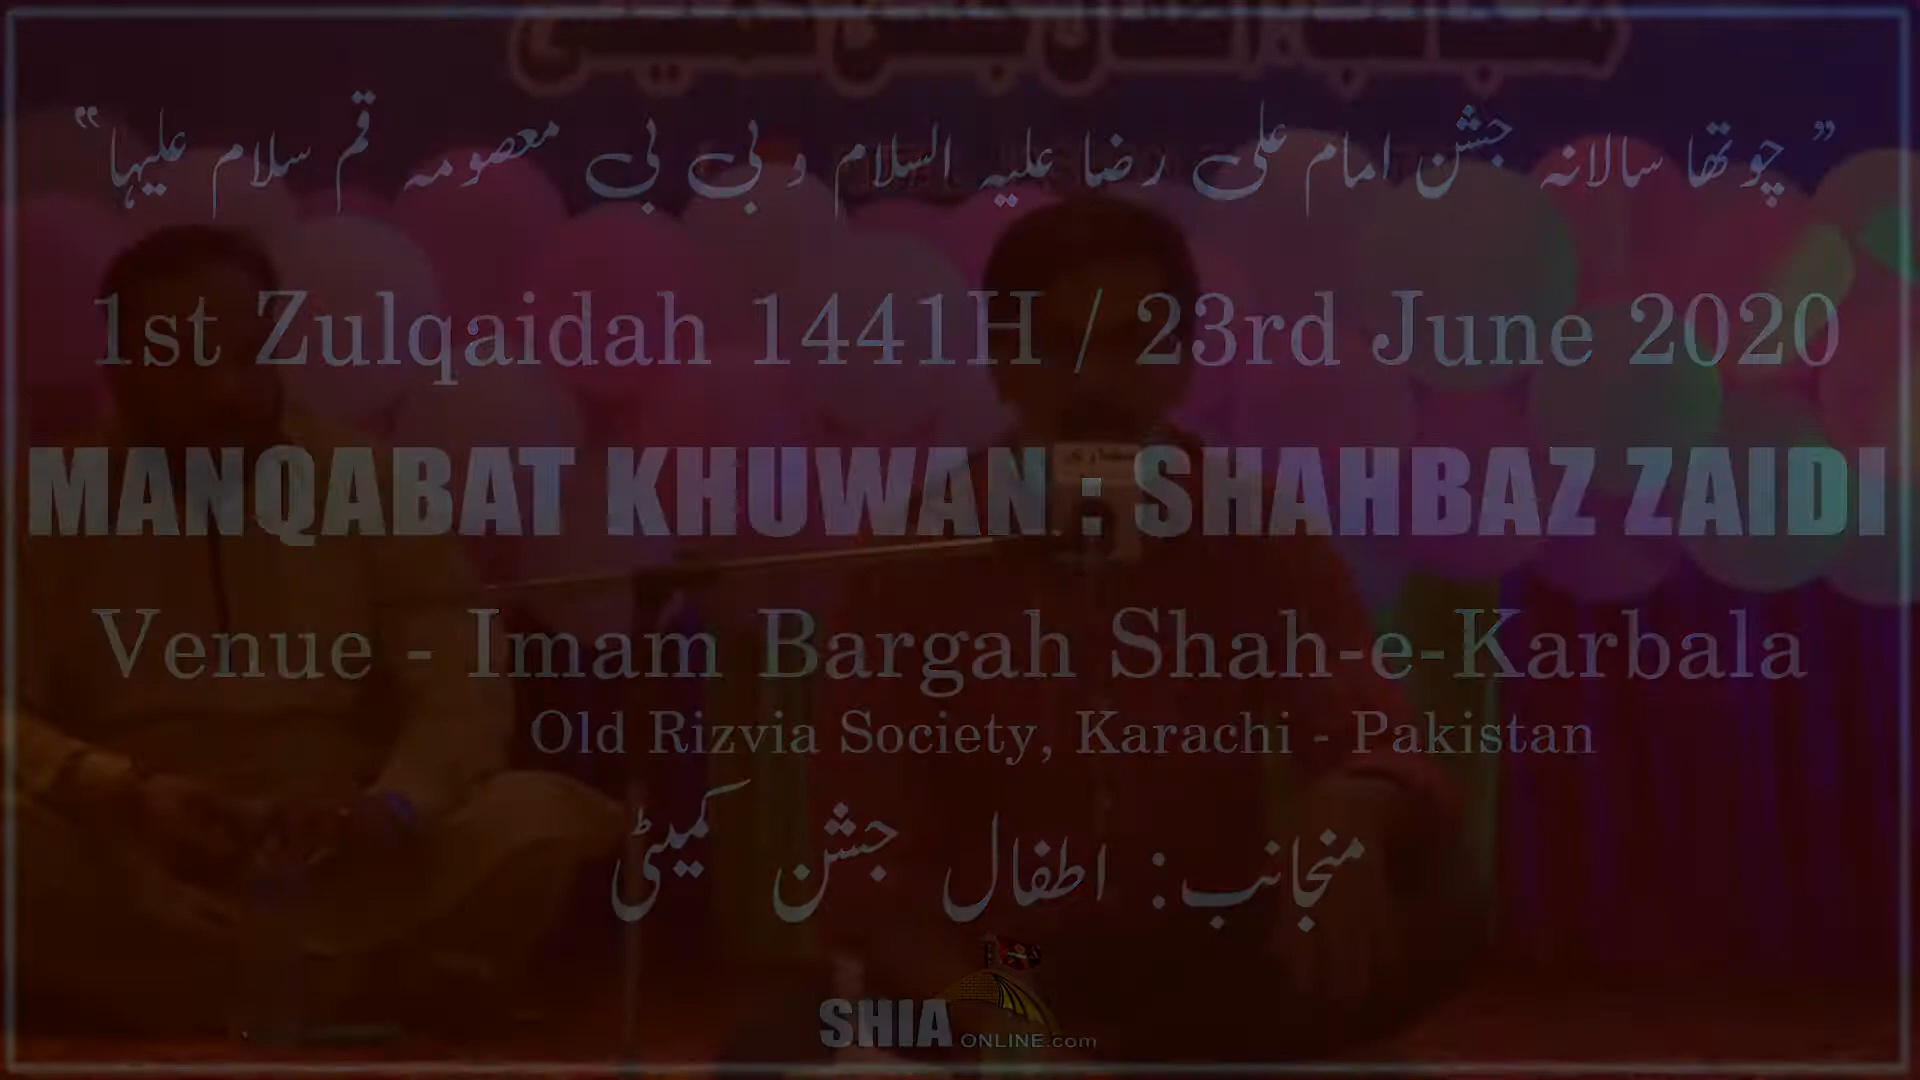 ” چوتھا سالانہ جشن امام علی رضا علیہ السلام و بی بی معصومہ قم سلام علیہا “
1st Zulqaidah 1441H / 23rd June 2020
MANQABAT KHUWAN : SHAHBAZ ZAIDI
Venue - Imam Bargah Shah-e-Karbala
Old Rizvia Society, Karachi - Pakistan
منجانب: اطفال جشن کمیٹی
SHIA ONLINE.com